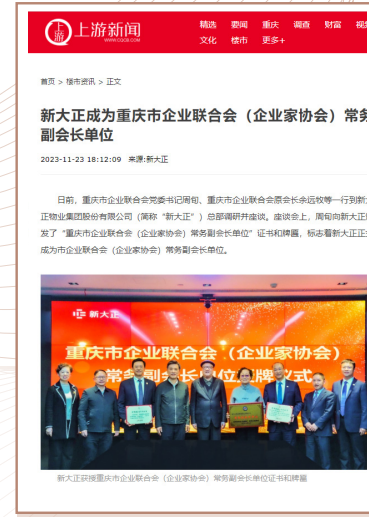 上游 上游新闻
WWW.CQCB.COM
精选 要闻 重庆 调查 财富 视频
文化 楼市 更多+
首页 > 楼市资讯 > 正文
新大正成为重庆市企业联合会（企业家协会）常务
副会长单位
2023-11-23 18:12:09 来源:新大正
日前，重庆市企业联合会党委书记周旬、重庆市企业联合会原会长余远牧等一行到新大
正物业集团股份有限公司（简称“新大正”）总部调研并座谈。座谈会上，周旬向新大正
发了“重庆市企业联合会（企业家协会）常务副会长单位”证书和牌匾，标志着新大正正式
成为市企业联合会（企业家协会）常务副会长单位。
新大正
重庆市企业联合会（企业家协会）
常务副会长单位授牌仪式
新大正获授重庆市企业联合会（企业家协会）常务副会长单位证书和牌匾